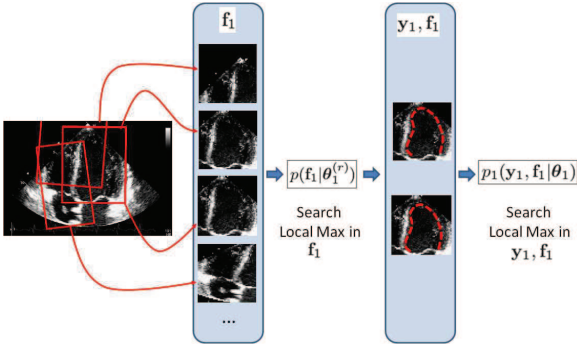 f₁
...
p(f₁|θ₁⁽ʳ⁾)
Search
Local Max in
f₁
y₁, f₁
p₁(y₁, f₁|θ₁)
Search
Local Max in
y₁, f₁